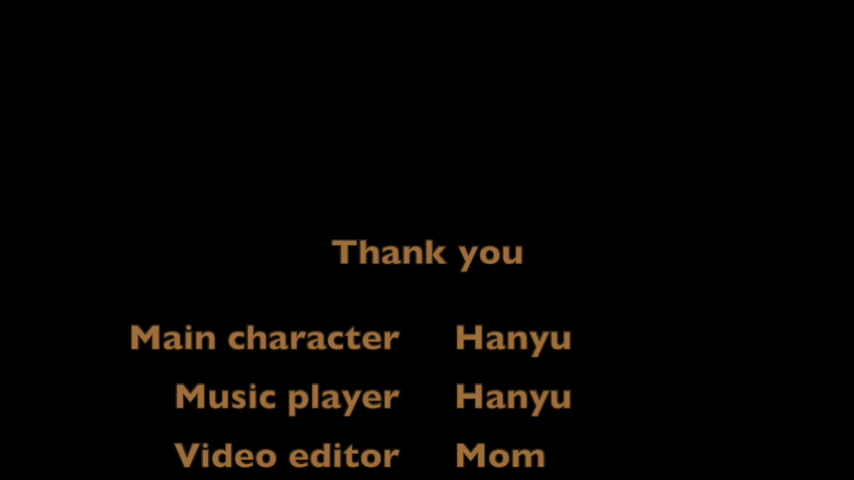 Thank you
Main character Hanyu
Music player Hanyu
Video editor Mom